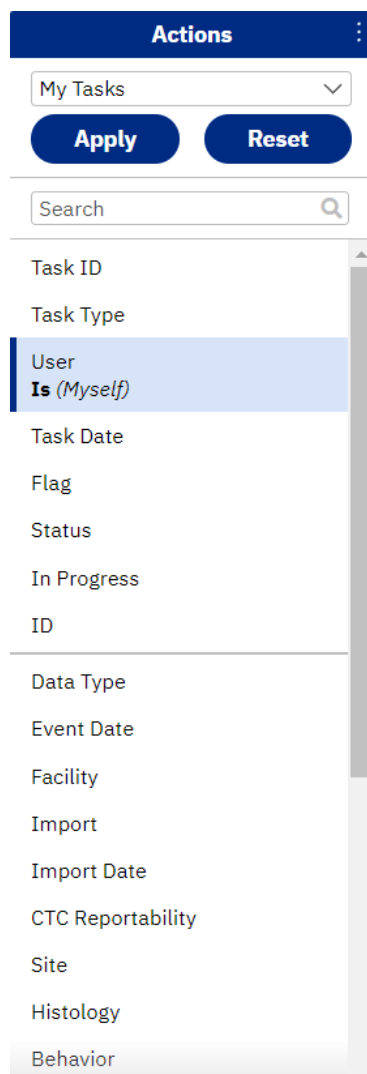 Actions
My Tasks
Apply Reset
Search
Task ID
Task Type
User
Is (Myself)
Task Date
Flag
Status
In Progress
ID
Data Type
Event Date
Facility
Import
Import Date
CTC Reportability
Site
Histology
Behavior